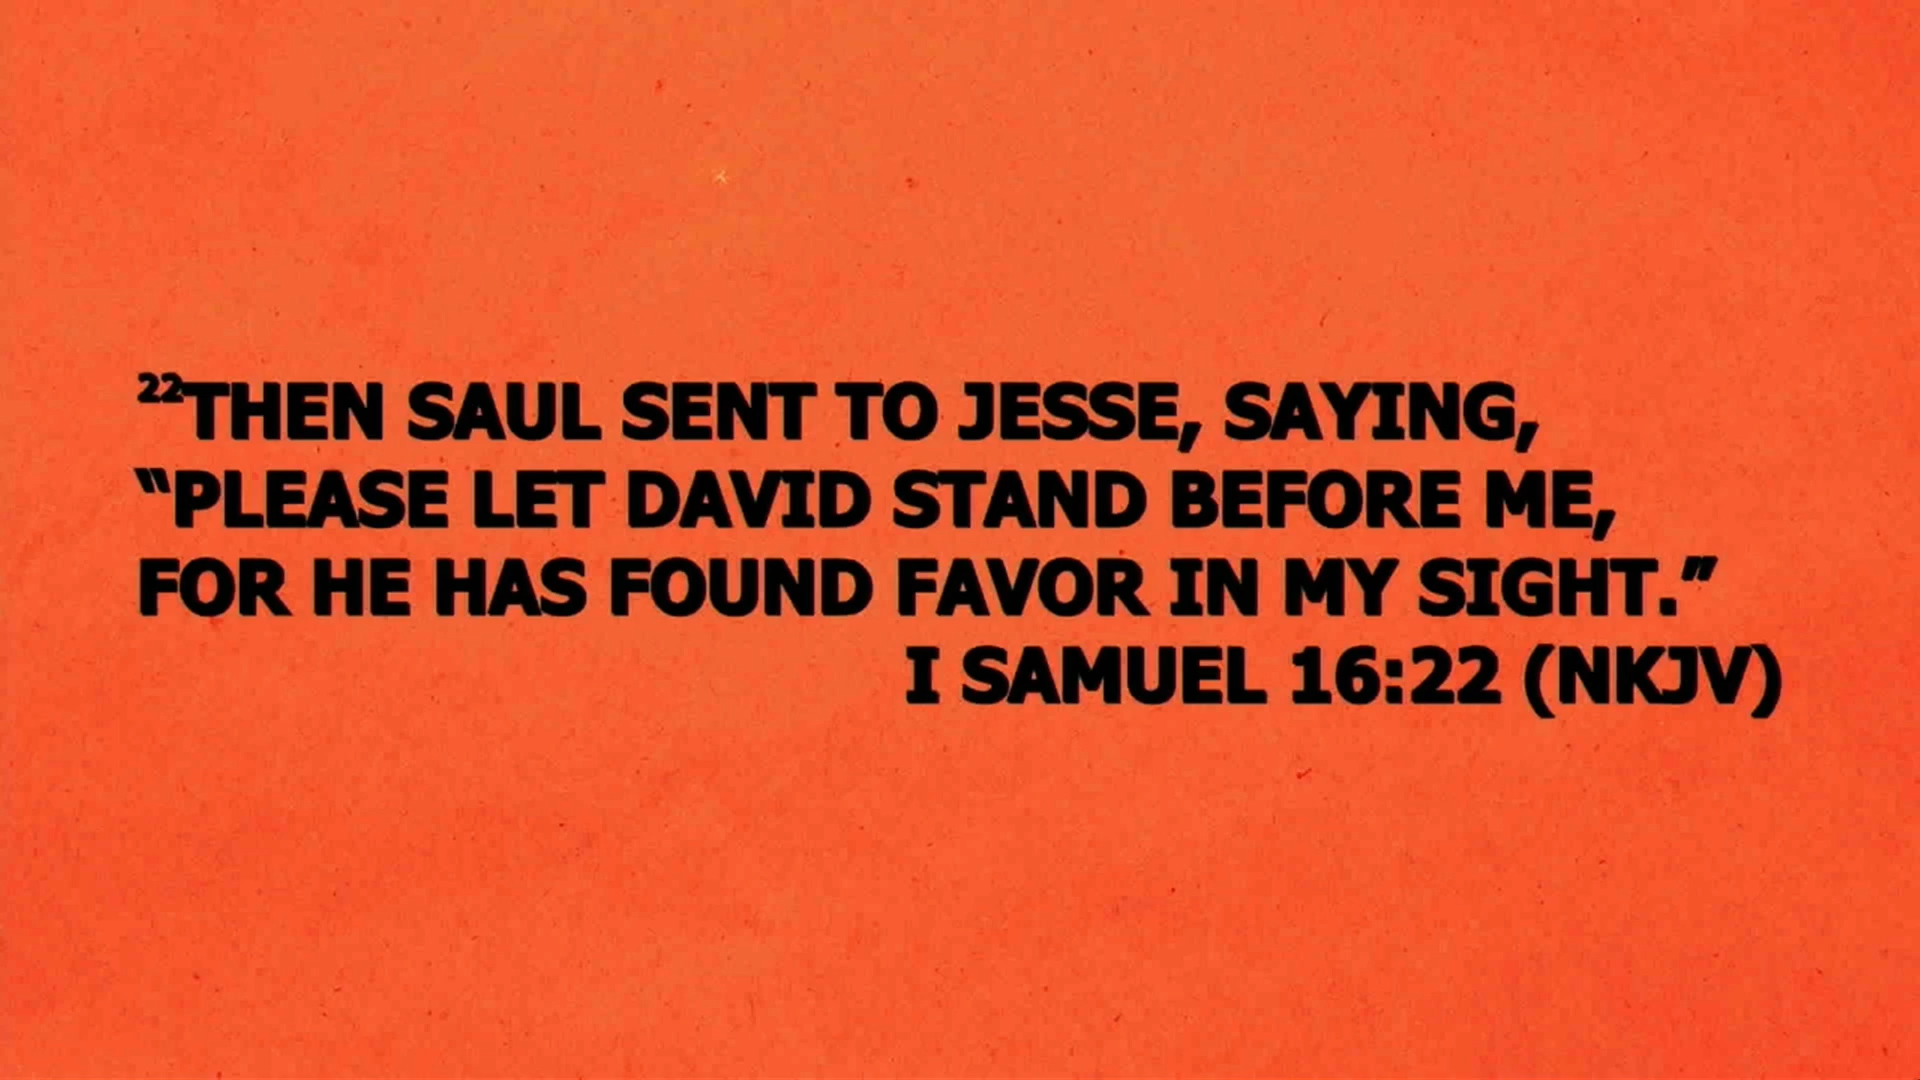 ²²THEN SAUL SENT TO JESSE, SAYING,
“PLEASE LET DAVID STAND BEFORE ME,
FOR HE HAS FOUND FAVOR IN MY SIGHT.”
I SAMUEL 16:22 (NKJV)